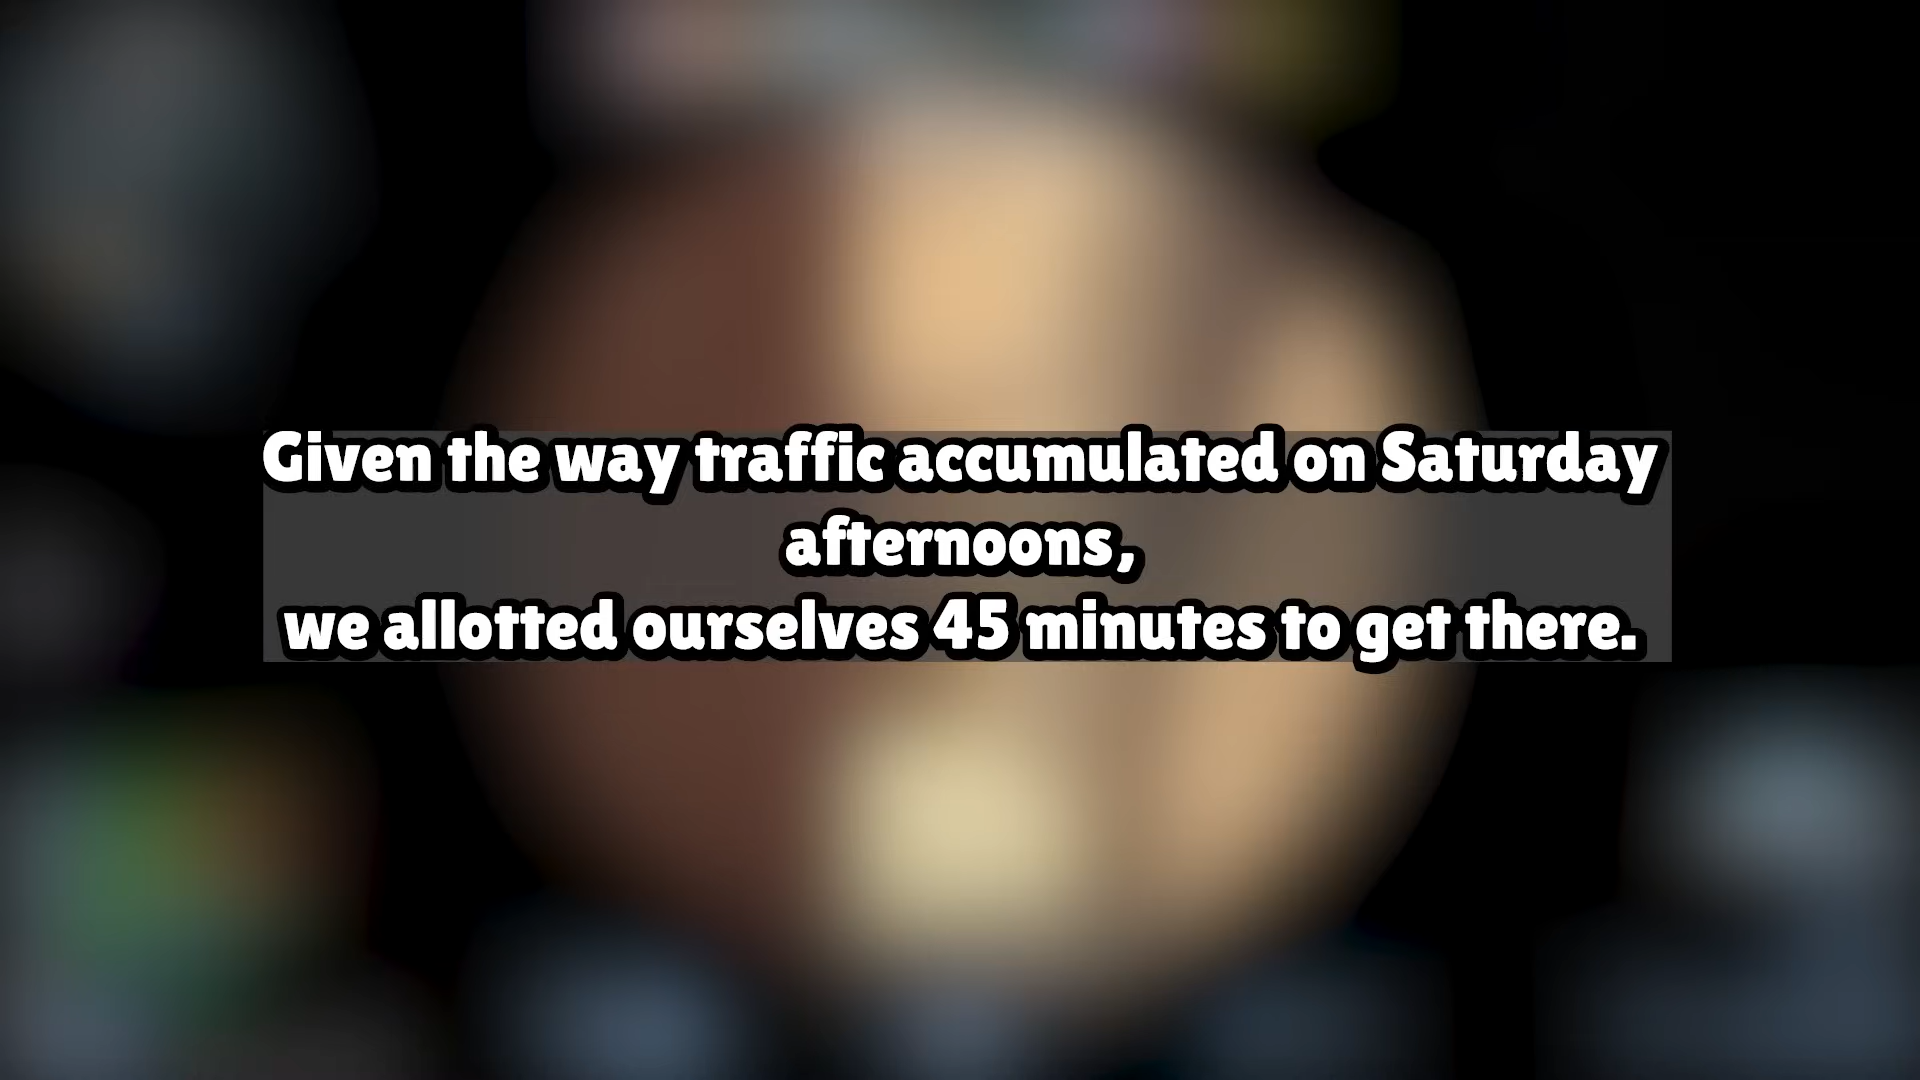 Given the way traffic accumulated on Saturday
afternoons,
we allotted ourselves 45 minutes to get there.